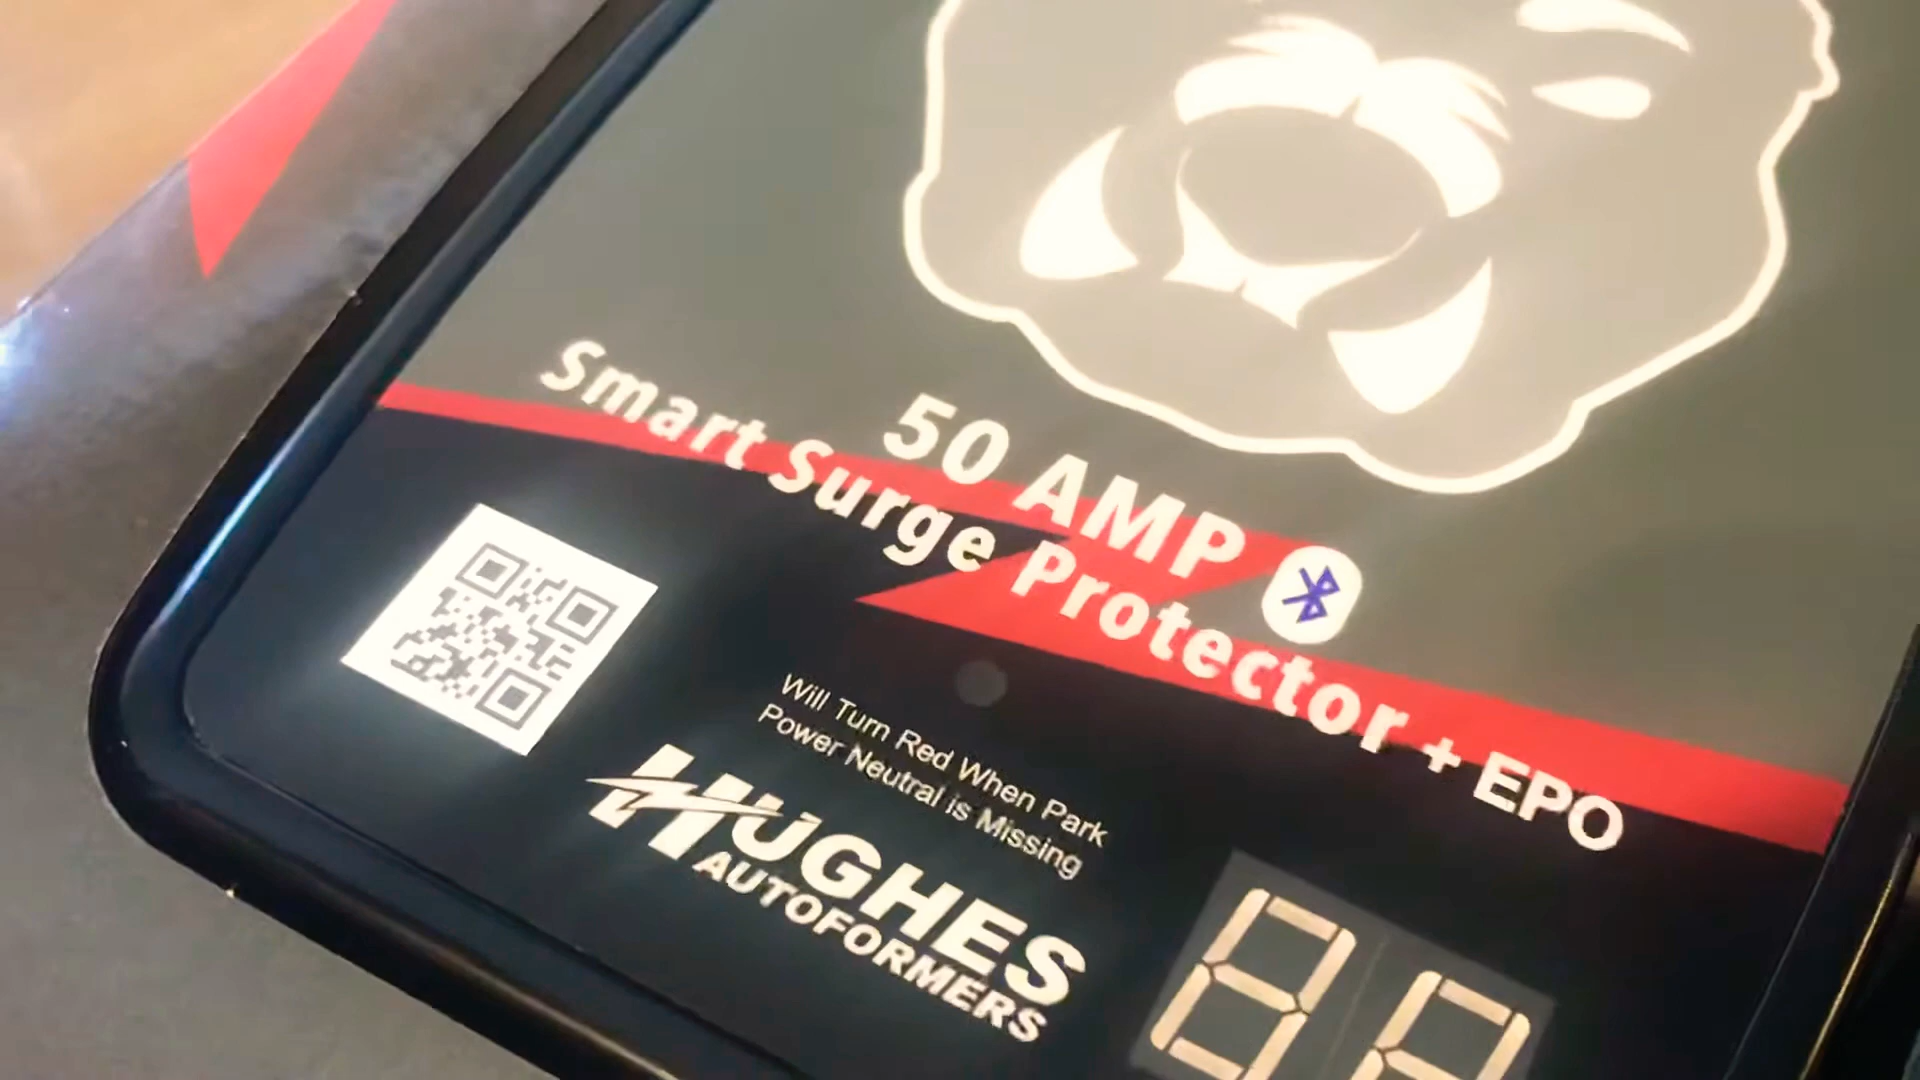 50 AMP
Smart Surge Protector + EPO
Will Turn Red When Park
Power Neutral is Missing
HUGHES
AUTOFORMERS